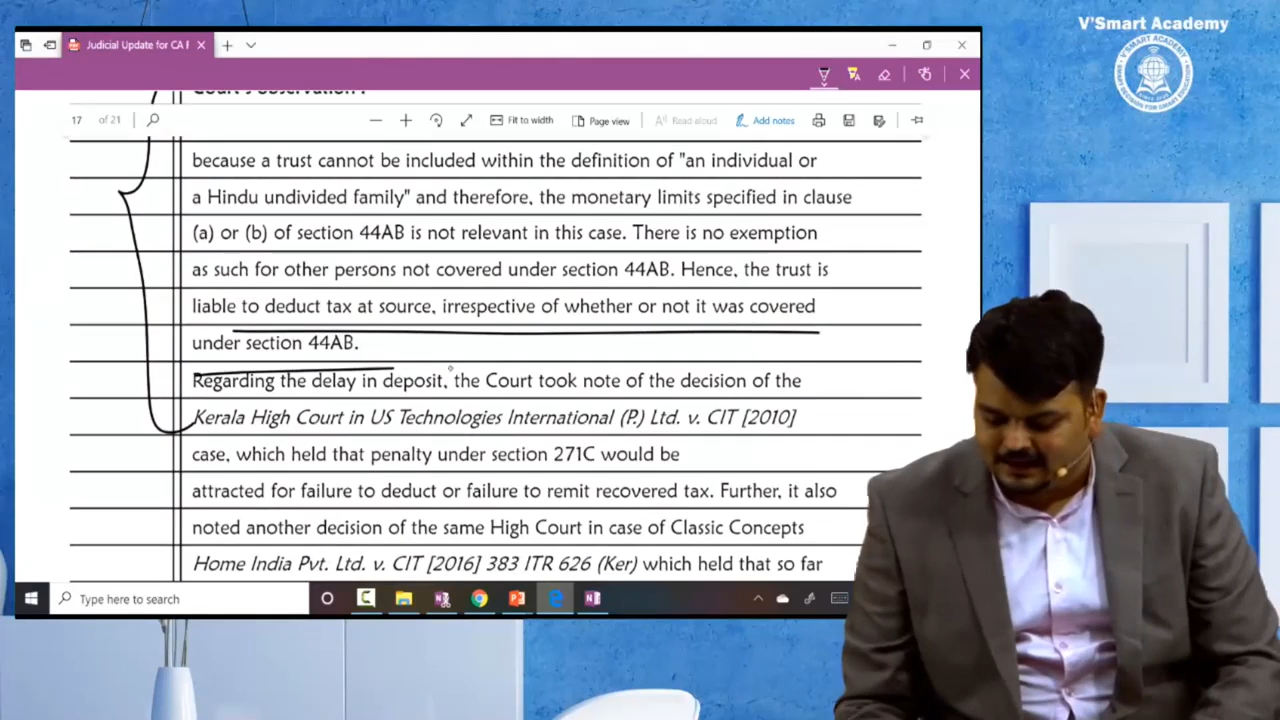 V'Smart Academy
V'SMART ACADEMY
Judicial Update for CA F
Court's Observation :
17 of 21
Fit to width
Page view
Read aloud
Add notes
because a trust cannot be included within the definition of "an individual or
a Hindu undivided family" and therefore, the monetary limits specified in clause
(a) or (b) of section 44AB is not relevant in this case. There is no exemption
as such for other persons not covered under section 44AB. Hence, the trust is
liable to deduct tax at source, irrespective of whether or not it was covered
under section 44AB.
Regarding the delay in deposit, the Court took note of the decision of the
Kerala High Court in US Technologies International (P.) Ltd. v. CIT [2010]
case, which held that penalty under section 271C would be
attracted for failure to deduct or failure to remit recovered tax. Further, it also
noted another decision of the same High Court in case of Classic Concepts
Home India Pvt. Ltd. v. CIT [2016] 383 ITR 626 (Ker) which held that so far
Type here to search